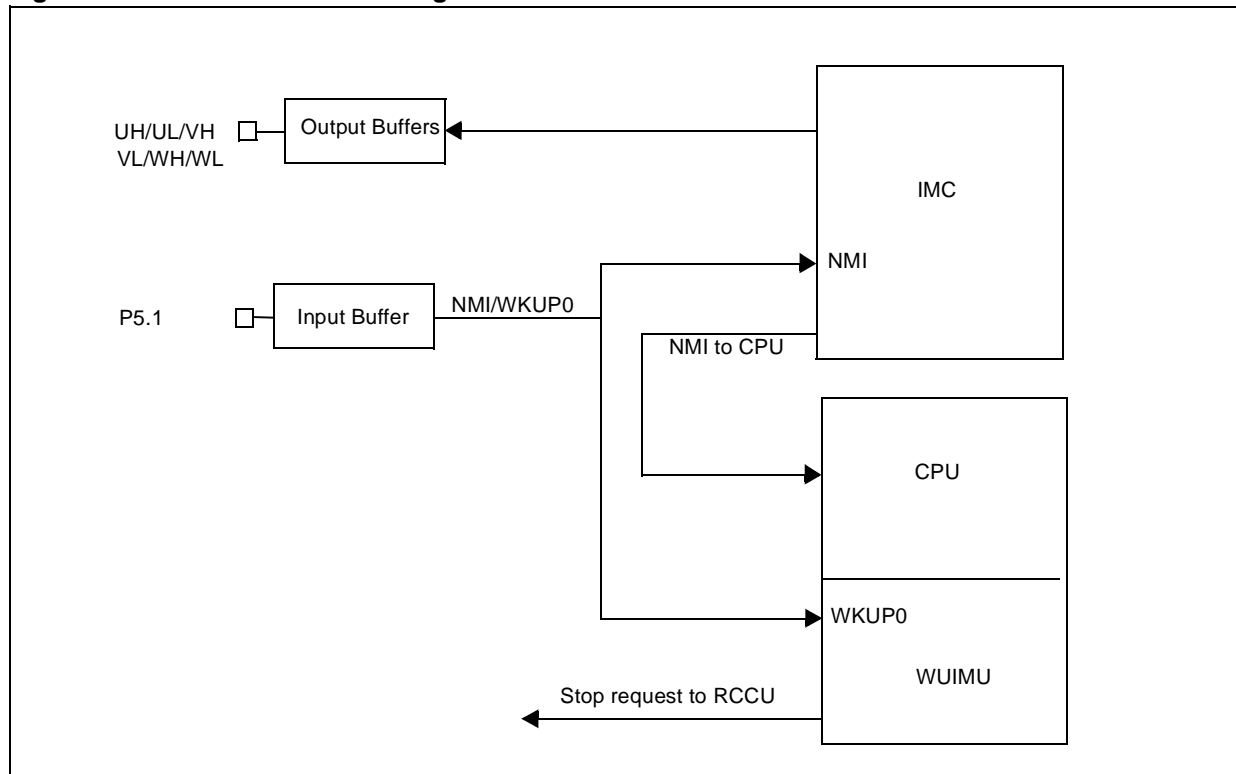 UH/UL/VH
VL/WH/WL
Output Buffers
IMC
NMI
P5.1
Input Buffer
NMI/WKUP0
NMI to CPU
CPU
WKUP0
WUIMU
Stop request to RCCU